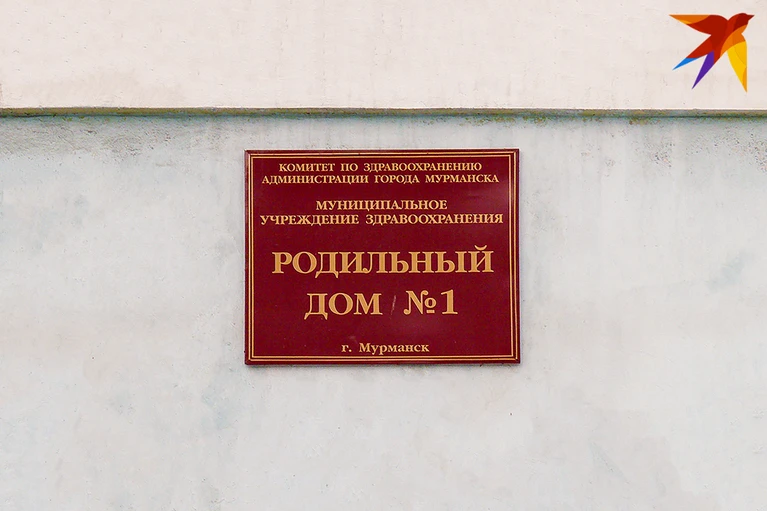 КОМИТЕТ ПО ЗДРАВООХРАНЕНИЮ
АДМИНИСТРАЦИИ ГОРОДА МУРМАНСКА
МУНИЦИПАЛЬНОЕ
УЧРЕЖДЕНИЕ ЗДРАВООХРАНЕНИЯ
РОДИЛЬНЫЙ
ДОМ №1
г. Мурманск